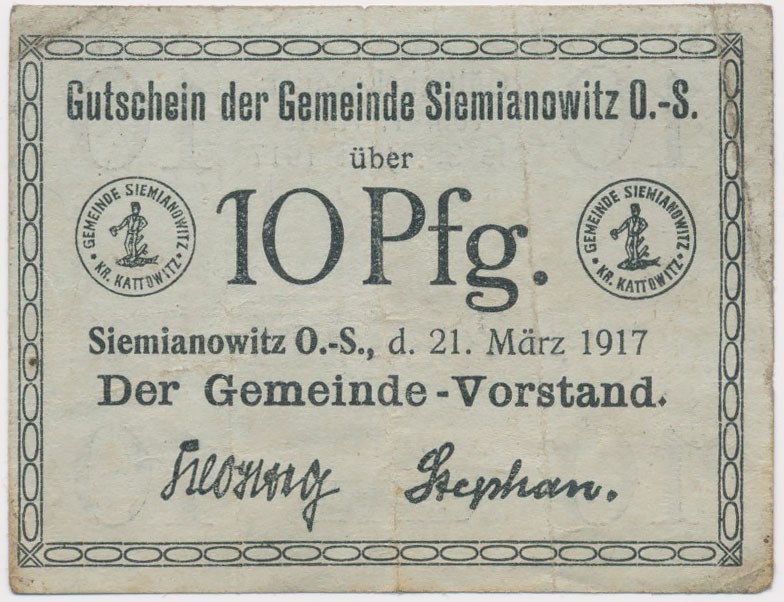 Gutschein der Gemeinde Siemianowitz O.-S.
über
10 Pfg.
GEMEINDE SIEMIANOWITZ
KR. KATTOWITZ
GEMEINDE SIEMIANOWITZ
KR. KATTOWITZ
Siemianowitz O.-S., d. 21. März 1917
Der Gemeinde-Vorstand.
Stephan.